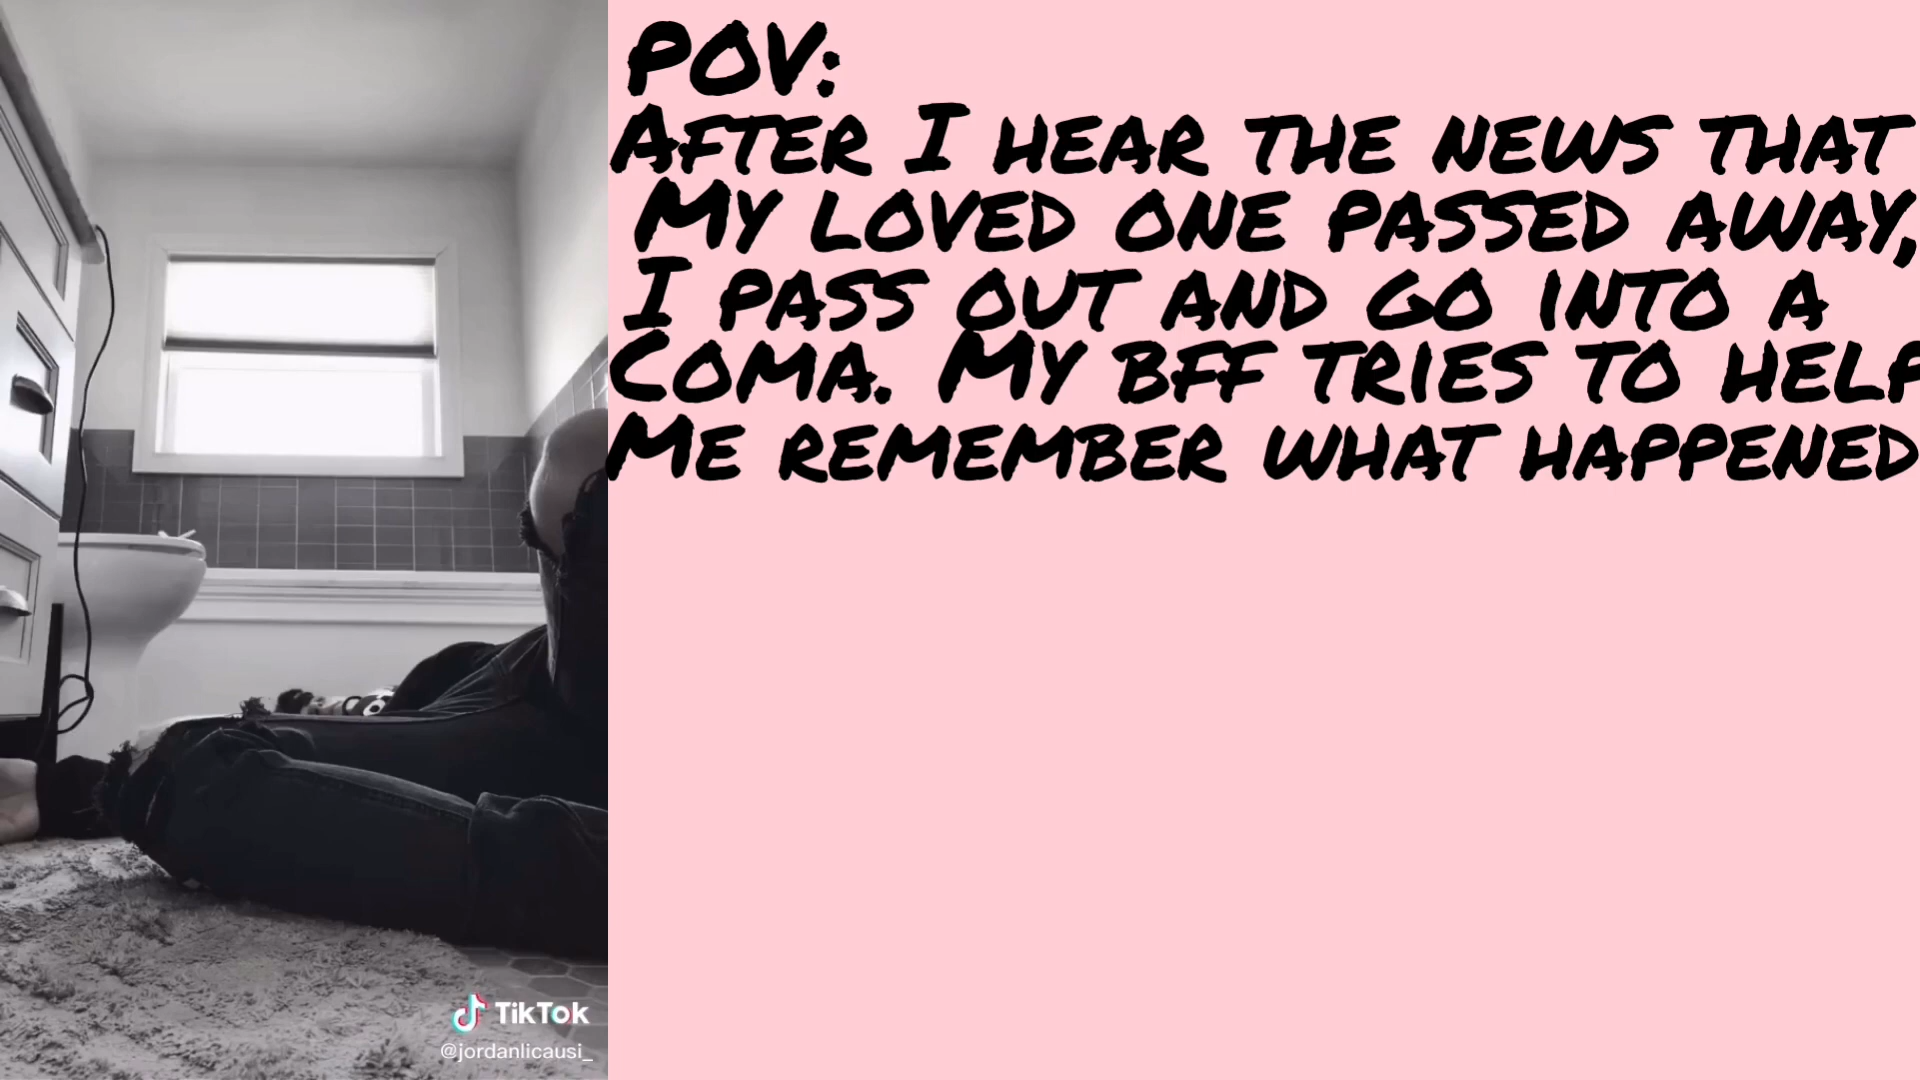 POV:
After I hear the news that
My loved one passed away,
I pass out and go into a
Coma. My bff tries to help
Me remember what happened
TikTok
@jordanlicausi_